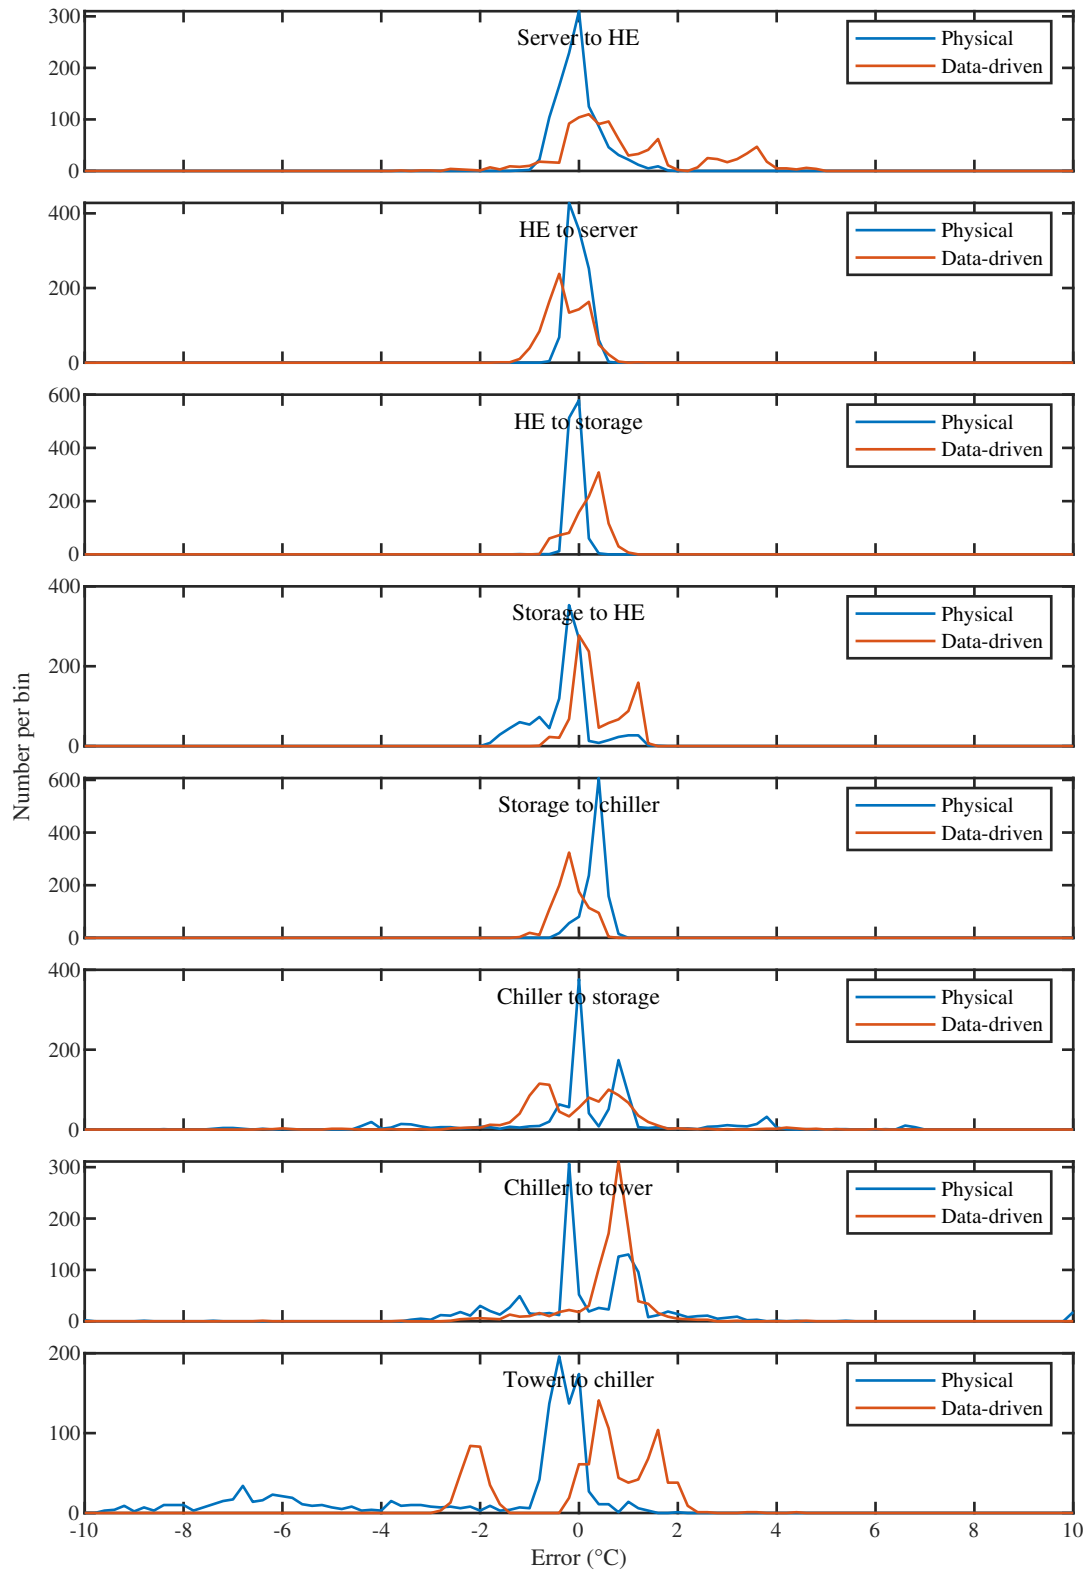 300
200
100
0
Server to HE
Physical
Data-driven
400
200
0
HE to server
Physical
Data-driven
600
400
200
0
HE to storage
Physical
Data-driven
400
200
0
Storage to HE
Physical
Data-driven
Number per bin
600
400
200
0
Storage to chiller
Physical
Data-driven
400
200
0
Chiller to storage
Physical
Data-driven
300
200
100
0
Chiller to tower
Physical
Data-driven
200
100
0
Tower to chiller
Physical
Data-driven
-10 -8 -6 -4 -2 0 2 4 6 8 10
Error (°C)